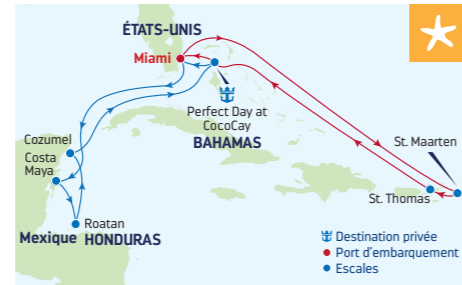 ÉTATS-UNIS
Miami
Perfect Day at
CocoCay
BAHAMAS
Cozumel
Costa
Maya
St. Maarten
St. Thomas
Roatan
Mexique
HONDURAS
Destination privée
Port d'embarquement
Escales